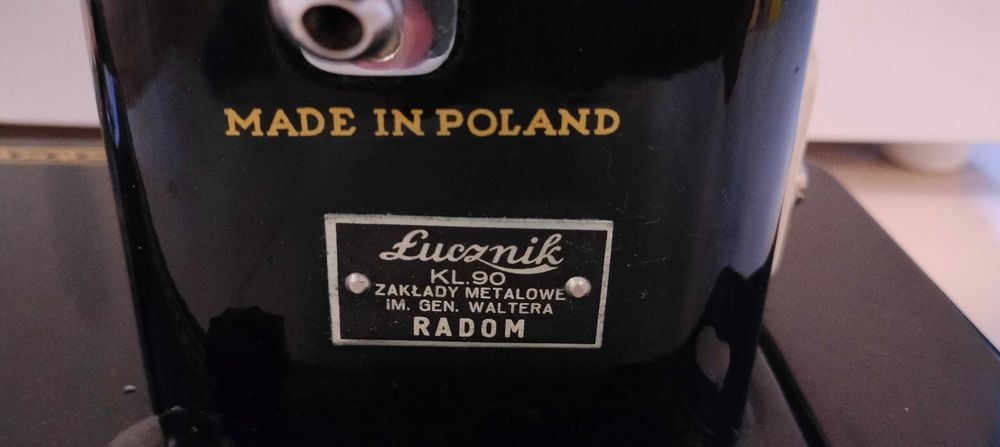 MADE IN POLAND
Łucznik
KL.90
ZAKŁADY METALOWE
IM. GEN. WALTERA
RADOM